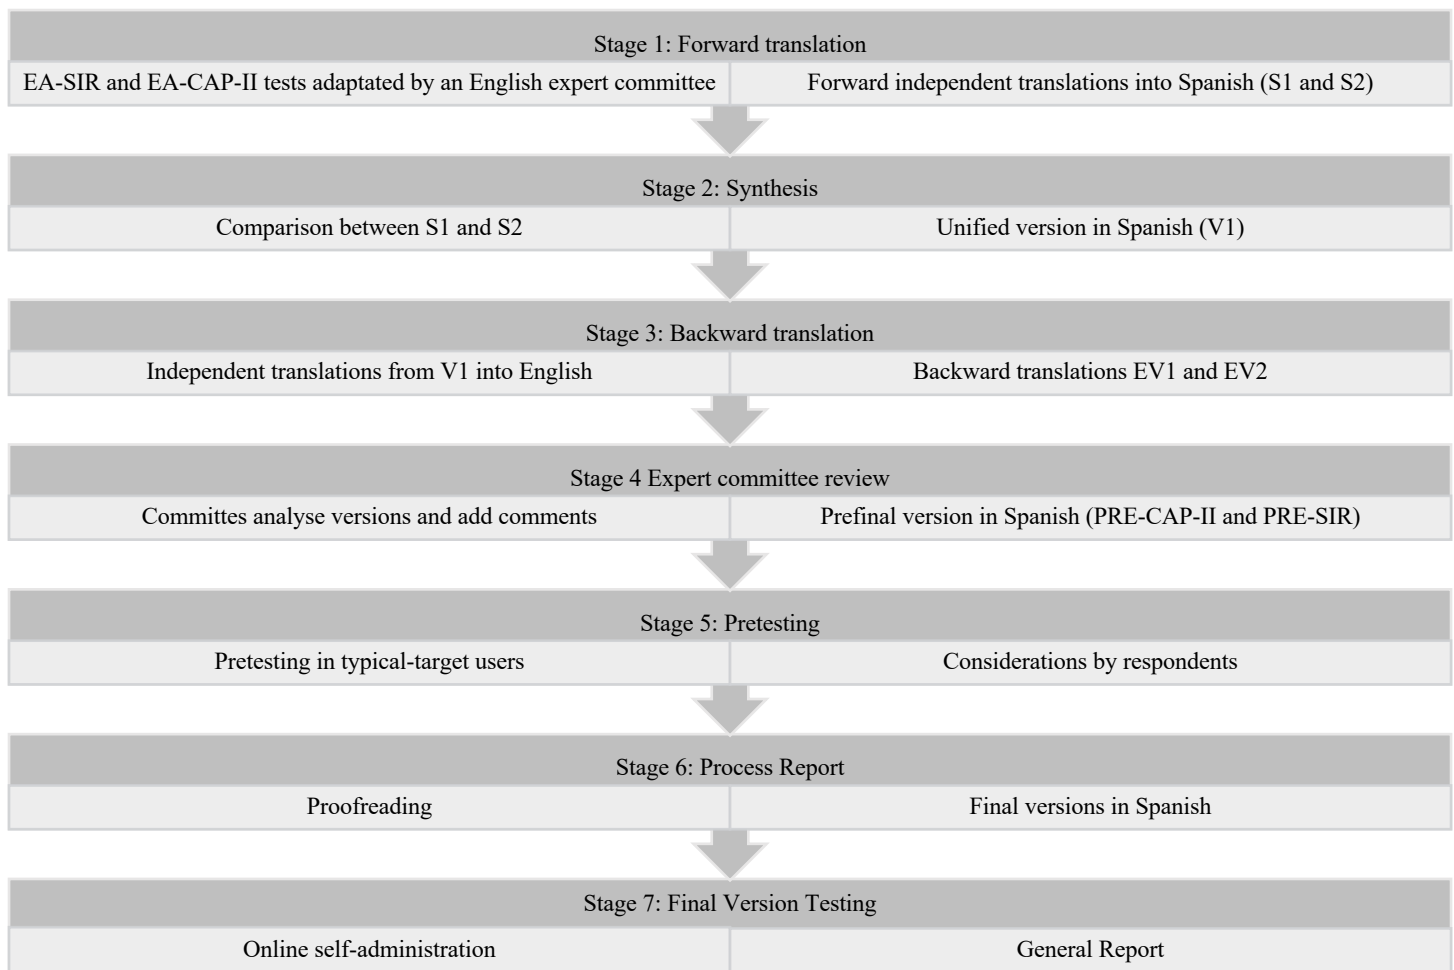 Stage 1: Forward translation
EA-SIR and EA-CAP-II tests adaptated by an English expert committee
Forward independent translations into Spanish (S1 and S2)
Stage 2: Synthesis
Comparison between S1 and S2
Unified version in Spanish (V1)
Stage 3: Backward translation
Independent translations from V1 into English
Backward translations EV1 and EV2
Stage 4 Expert committee review
Committes analyse versions and add comments
Prefinal version in Spanish (PRE-CAP-II and PRE-SIR)
Stage 5: Pretesting
Pretesting in typical-target users
Considerations by respondents
Stage 6: Process Report
Proofreading
Final versions in Spanish
Stage 7: Final Version Testing
Online self-administration
General Report